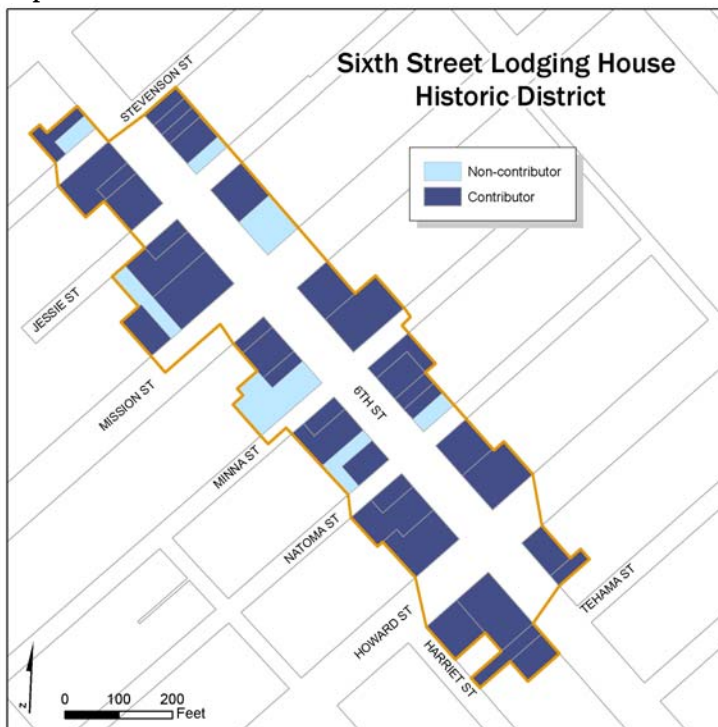 Sixth Street Lodging House
Historic District
STEVENSON ST
Non-contributor
Contributor
JESSIE ST
MISSION ST
6TH ST
MINNA ST
NATOMA ST
TEHAMA ST
HOWARD ST
HARRIET ST
z
0 100 200
Feet